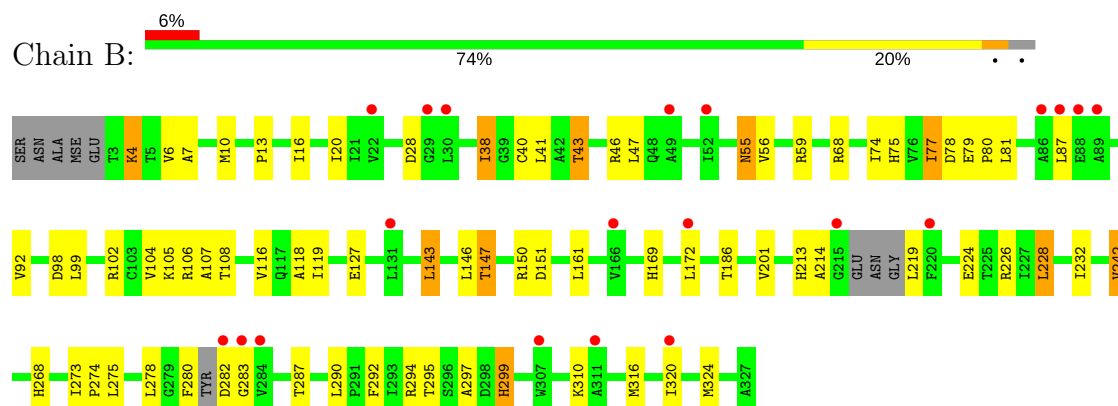 6%
Chain B:
74% 20% • •
SER ASN ALA MSE GLU T3 K4 T5 V6 A7 M10 P13 I16 I20 I21 V22 D28 G29 L30 I38 G39 C40 L41 A42 T43 R46 L47 Q48 A49 I52 N55 V56 R59 R68 I74 H75 V76 I77 D78 E79 P80 L81 A86 L87 E88 A89
V92 D98 L99 R102 C103 V104 K105 R106 A107 T108 V116 Q117 A118 I119 E127 L131 L143 L146 T147 R150 D151 L161 V166 H169 L172 T186 V201 H213 A214 G215 GLU ASN GLY L219 F220 E224 T225 R226 I227 L228 I232
H268 I273 P274 L275 L278 G279 F280 TYR D282 G283 V284 T287 L290 P291 F292 I293 R294 T295 S296 A297 D298 H299 W307 K310 A311 M316 I320 M324 A327